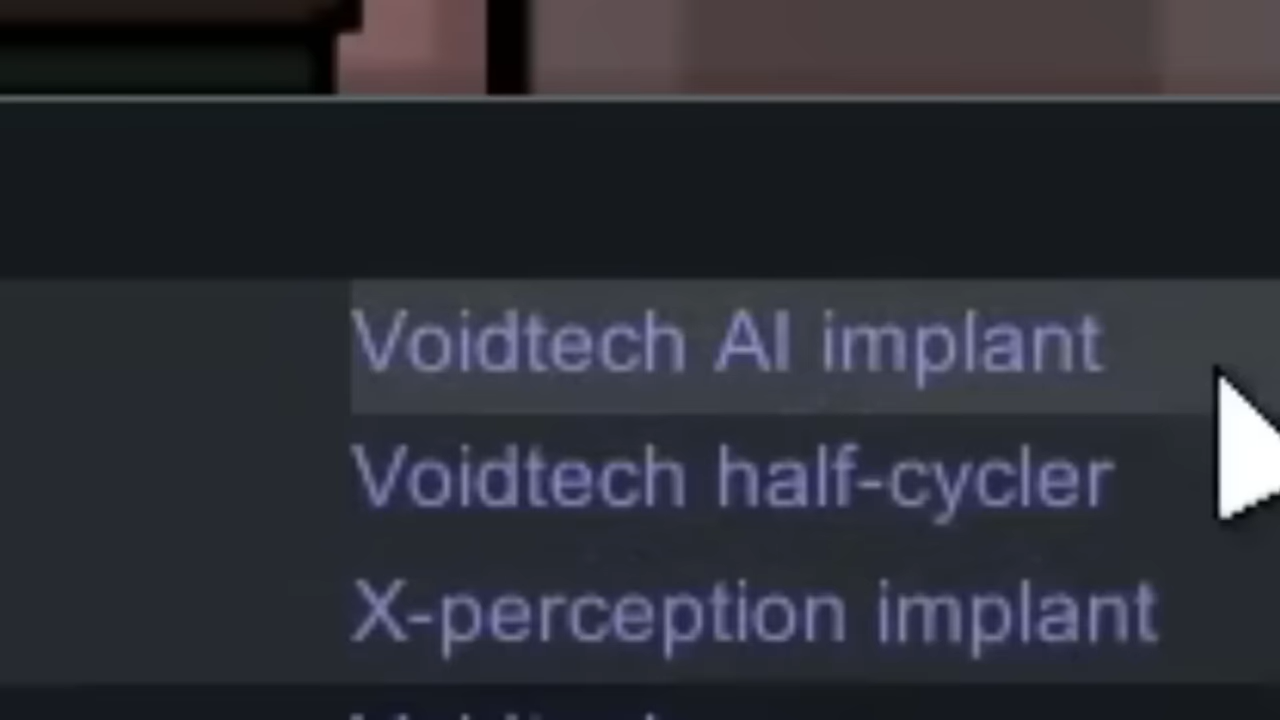 Voidtech AI implant
Voidtech half-cycler
X-perception implant